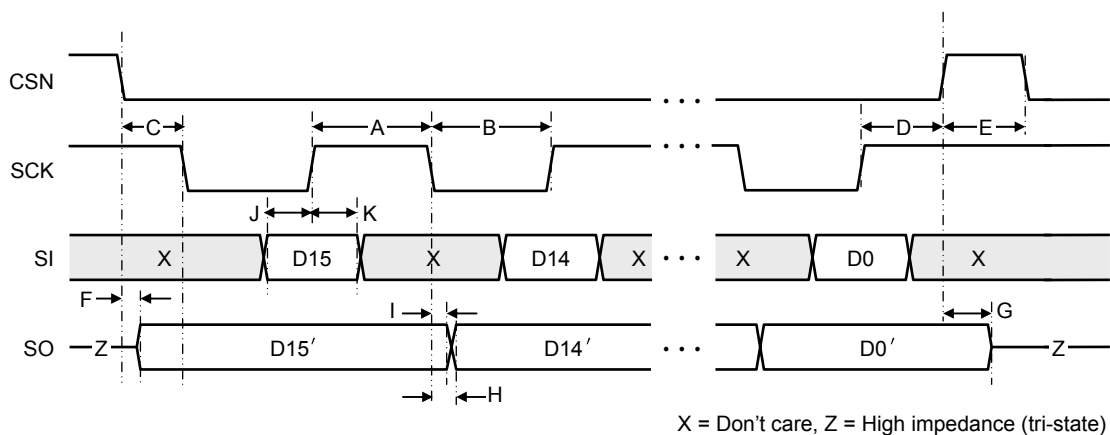 CSN
C A B D E
SCK
J K
SI X D15 X D14 X • • • X D0 X
F I G
SO Z D15′ D14′ • • • D0′ Z
H
X = Don't care, Z = High impedance (tri-state)